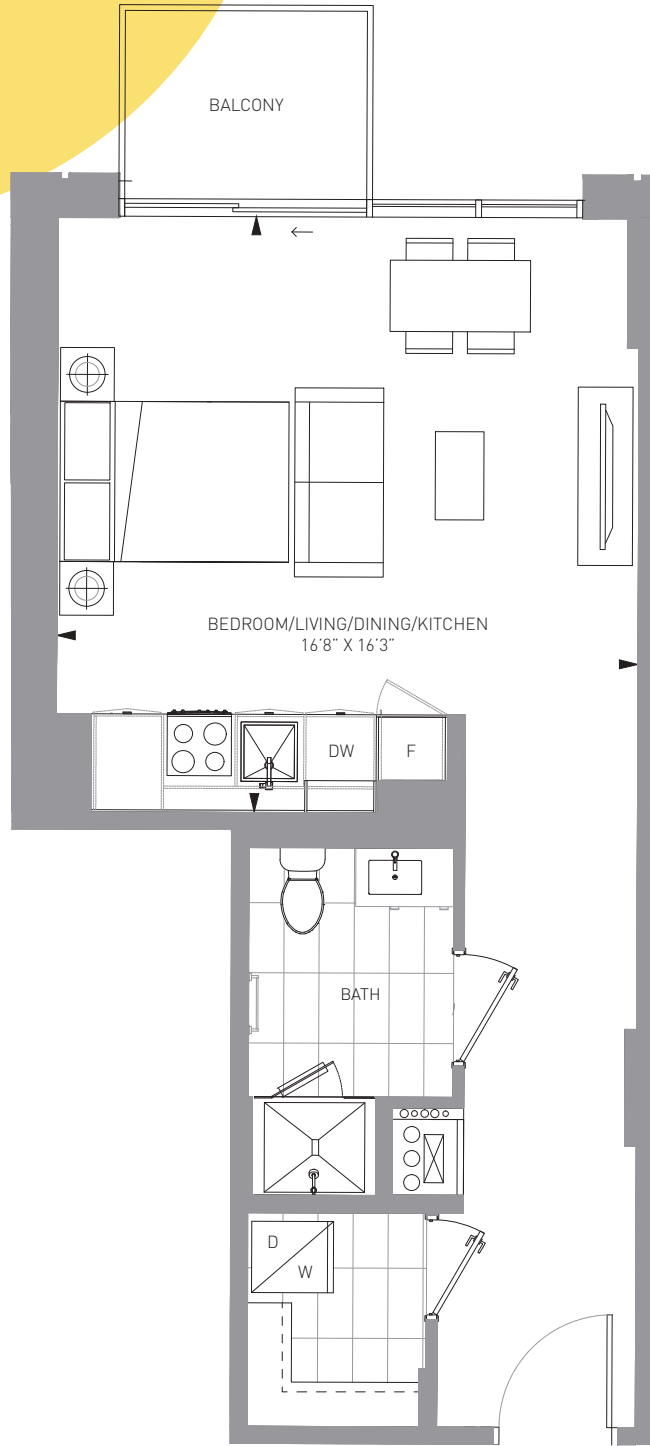 BALCONY
BEDROOM/LIVING/DINING/KITCHEN
16'8" X 16'3"
DW
F
BATH
D
W